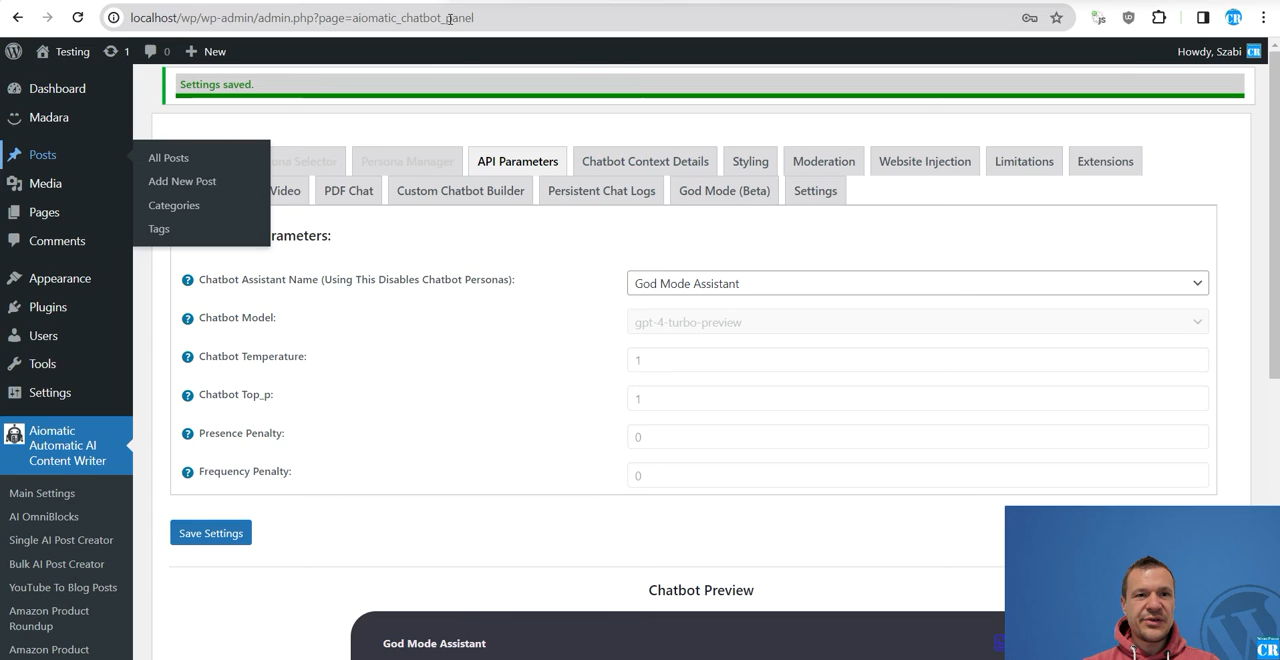 localhost/wp/wp-admin/admin.php?page=aiomatic_chatbot_panel
Testing
1
0
New
Howdy, Szabi
Dashboard
Madara
Posts
Media
Pages
Comments
Appearance
Plugins
Users
Tools
Settings
Aiomatic
Automatic AI
Content Writer
Main Settings
AI OmniBlocks
Single AI Post Creator
Bulk AI Post Creator
YouTube To Blog Posts
Amazon Product
Roundup
Amazon Product
All Posts
Add New Post
Categories
Tags
Settings saved.
Persona Manager
API Parameters
Chatbot Context Details
Styling
Moderation
Website Injection
Limitations
Extensions
Video
PDF Chat
Custom Chatbot Builder
Persistent Chat Logs
God Mode (Beta)
Settings
Chatbot Assistant Name (Using This Disables Chatbot Personas):
God Mode Assistant
Chatbot Model:
gpt-4-turbo-preview
Chatbot Temperature:
1
Chatbot Top_p:
1
Presence Penalty:
0
Frequency Penalty:
0
Save Settings
Chatbot Preview
God Mode Assistant
CR